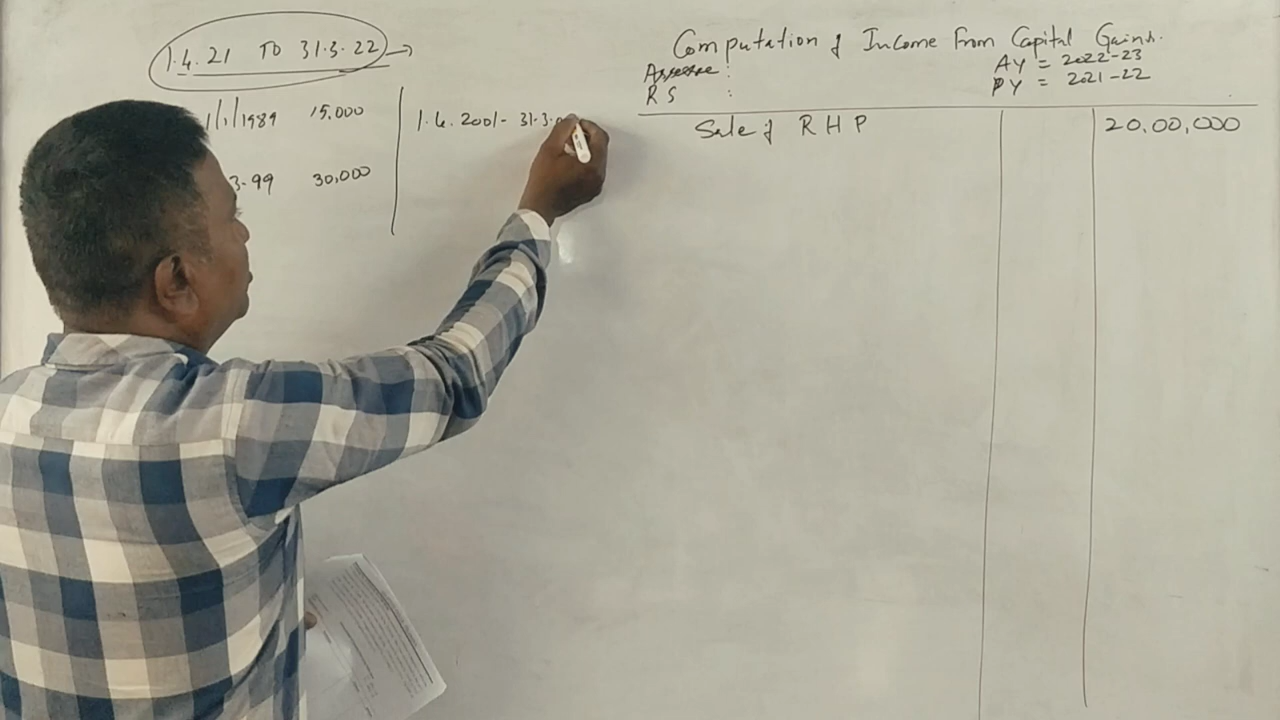 1.4.21 TO 31.3.22 →
1/1/1989 15,000
3-99 30,000
1.4.2001- 31.3.
Computation of Income From Capital Gains.
Assessee :
AY = 2022-23
RS :
PY = 2021-22
Sale of R H P 20,00,000